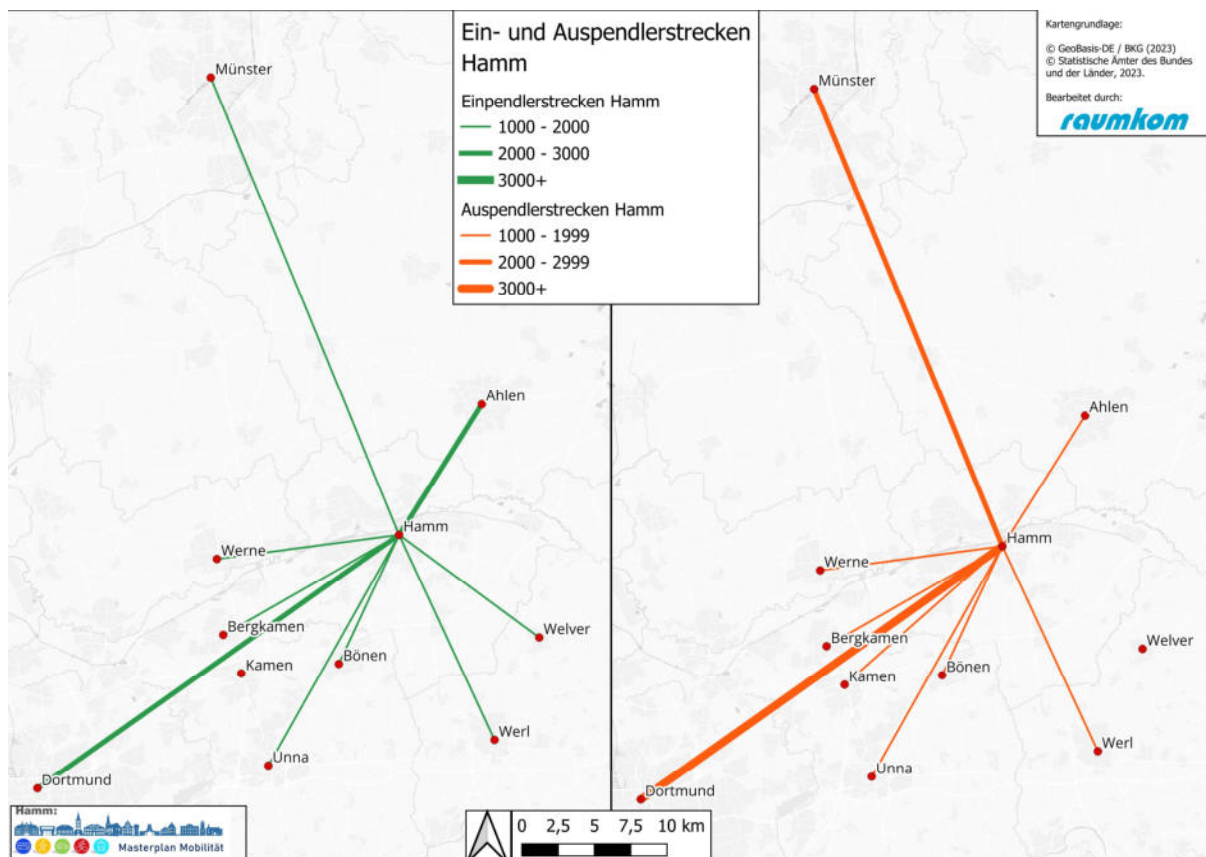 Ein- und Auspendlerstrecken
Hamm
Einpendlerstrecken Hamm
1000 - 2000
2000 - 3000
3000+
Auspendlerstrecken Hamm
1000 - 1999
2000 - 2999
3000+
Kartengrundlage:
© GeoBasis-DE / BKG (2023)
© Statistische Ämter des Bundes
und der Länder, 2023.
Bearbeitet durch:
raumkom
Münster
Ahlen
Hamm
Werne
Bergkamen
Welver
Kamen
Bönen
Werl
Unna
Dortmund
Münster
Ahlen
Hamm
Werne
Bergkamen
Welver
Kamen
Bönen
Werl
Unna
Dortmund
Hamm:
Masterplan Mobilität
0 2,5 5 7,5 10 km